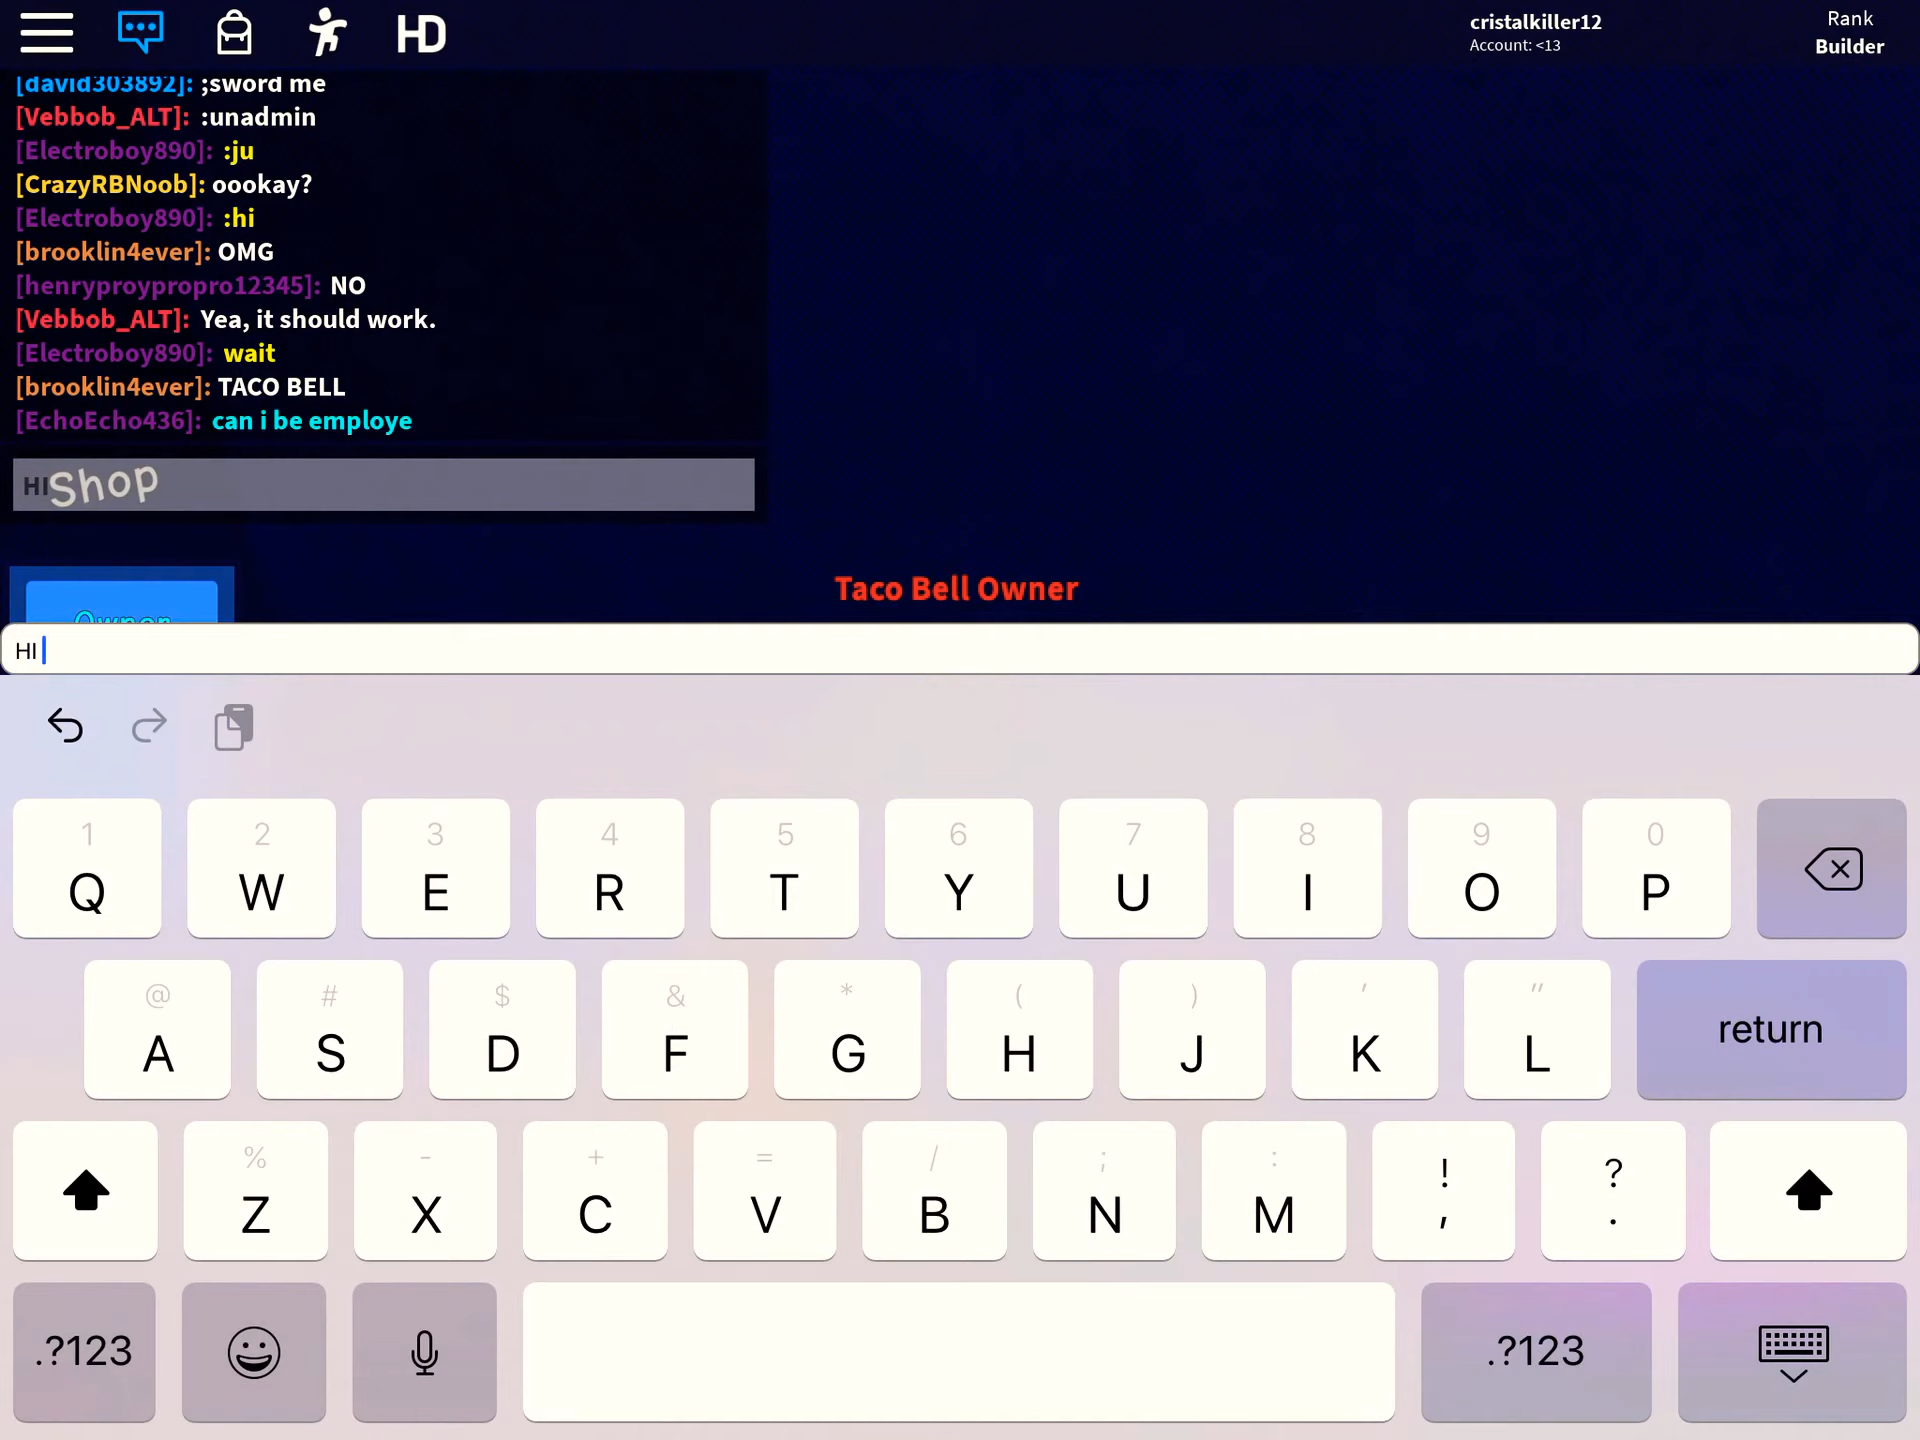 HD
cristalkiller12
Account: <13
Rank
Builder
[david303892]: ;sword me
[Vebbob_ALT]: :unadmin
[Electroboy890]: :ju
[CrazyRBNoob]: oookay?
[Electroboy890]: :hi
[brooklin4ever]: OMG
[henryproypropro12345]: NO
[Vebbob_ALT]: Yea, it should work.
[Electroboy890]: wait
[brooklin4ever]: TACO BELL
[EchoEcho436]: can i be employe
HI
Shop
Taco Bell Owner
Owner
HI
1 2 3 4 5 6 7 8 9 0
Q W E R T Y U I O P
@ # $ & * ( ) ' "
A S D F G H J K L return
% - + = / ; : ! ?
Z X C V B N M , .
.?123 .?123